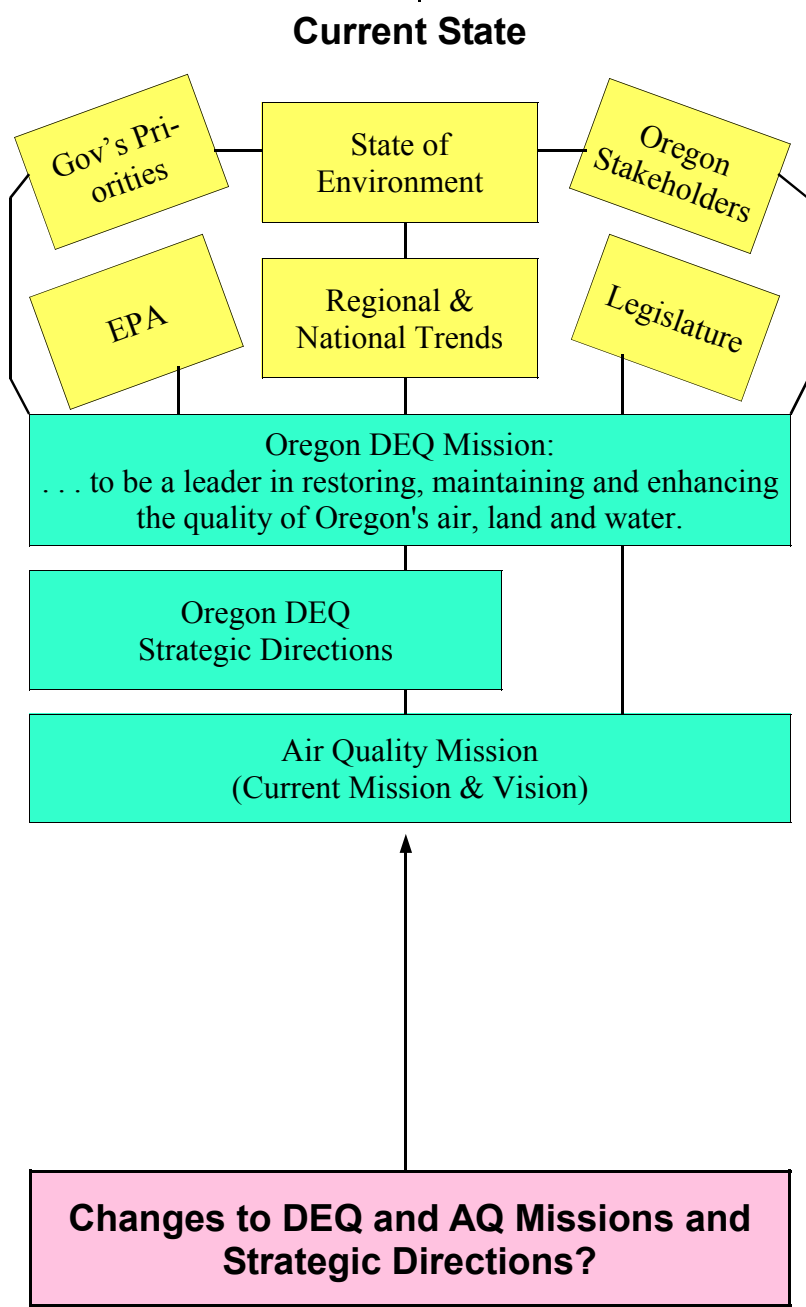 Current State
Gov's Pri-
orities
State of
Environment
Oregon
Stakeholders
EPA
Regional &
National Trends
Legislature
Oregon DEQ Mission:
. . . to be a leader in restoring, maintaining and enhancing
the quality of Oregon's air, land and water.
Oregon DEQ
Strategic Directions
Air Quality Mission
(Current Mission & Vision)
Changes to DEQ and AQ Missions and
Strategic Directions?